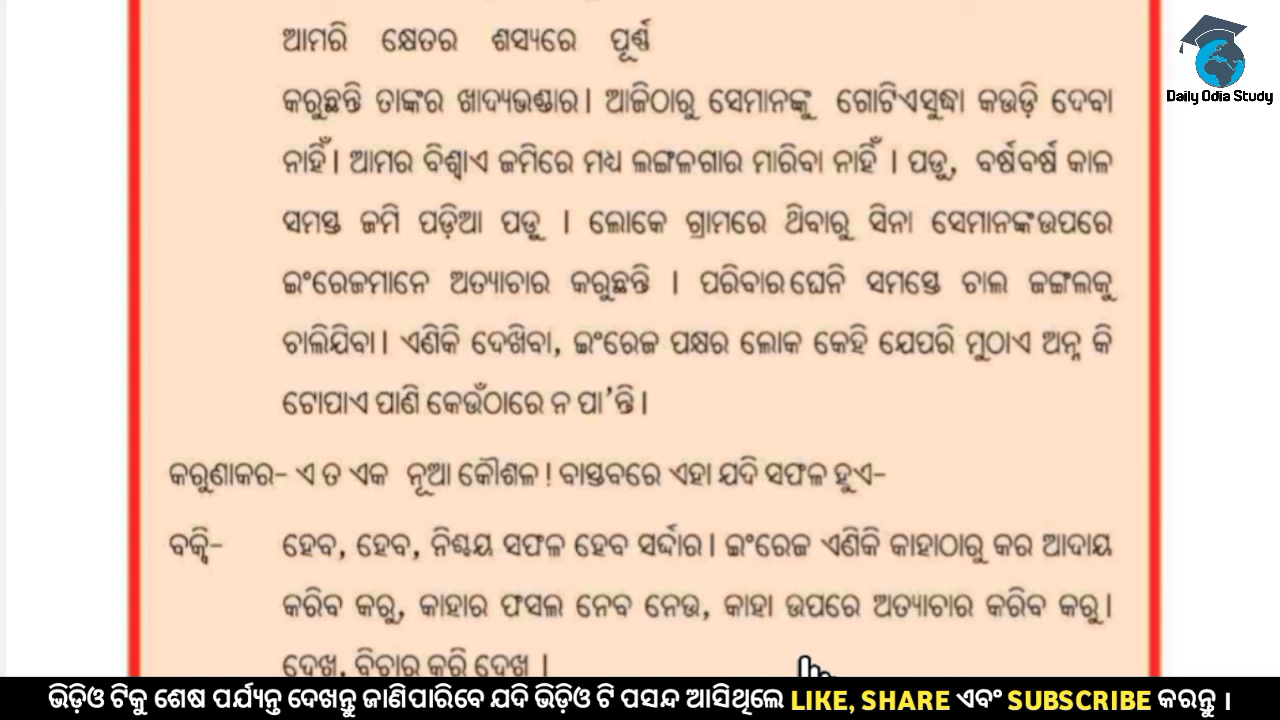 ଆମରି କ୍ଷେତର ଶସ୍ୟରେ ପୂର୍ଣ୍ଣ
କରୁଛନ୍ତି ତାଙ୍କର ଖାଦ୍ୟଭଣ୍ଡାର। ଆଜିଠାରୁ ସେମାନଙ୍କୁ ଗୋଟିଏସୁଦ୍ଧା କଉଡ଼ି ଦେବା
ନାହିଁ। ଆମର ବିଶ୍ୱାଏ ଜମିରେ ମଧ୍ୟ ଲଙ୍ଗଳଗାର ମାରିବା ନାହିଁ । ପଡୁ, ବର୍ଷବର୍ଷ କାଳ
ସମସ୍ତ ଜମି ପଡ଼ିଆ ପଡୁ । ଲୋକେ ଗ୍ରାମରେ ଥିବାରୁ ସିନା ସେମାନଙ୍କଉପରେ
ଇଂରେଜମାନେ ଅତ୍ୟାଚାର କରୁଛନ୍ତି । ପରିବାରଘେନି ସମସ୍ତେ ଚାଲ ଜଙ୍ଗଲକୁ
ଚାଲିଯିବା। ଏଣିକି ଦେଖିବା, ଇଂରେଜ ପକ୍ଷର ଲୋକ କେହି ଯେପରି ମୁଠାଏ ଅନ୍ନ କି
ଟୋପାଏ ପାଣି କେଉଁଠାରେ ନ ପା'ନ୍ତି।
କରୁଣାକର- ଏ ତ ଏକ ନୂଆ କୌଶଳ! ବାସ୍ତବରେ ଏହା ଯଦି ସଫଳ ହୁଏ-
ବକ୍ସି- ହେବ, ହେବ, ନିଶ୍ଚୟ ସଫଳ ହେବ ସର୍ଦ୍ଦାର। ଇଂରେଜ ଏଣିକି କାହାଠାରୁ କର ଆଦାୟ
କରିବ କରୁ, କାହାର ଫସଲ ନେବ ନେଉ, କାହା ଉପରେ ଅତ୍ୟାଚାର କରିବ କରୁ।
ଦେଖ, ବିଚାର କରି ଦେଖ ।
Daily Odia Study
ଭିଡ଼ିଓ ଟିକୁ ଶେଷ ପର୍ଯ୍ୟନ୍ତ ଦେଖନ୍ତୁ ଜାଣିପାରିବେ ଯଦି ଭିଡ଼ିଓ ଟି ପସନ୍ଦ ଆସିଥିଲେ LIKE, SHARE ଏବଂ SUBSCRIBE କରନ୍ତୁ ।